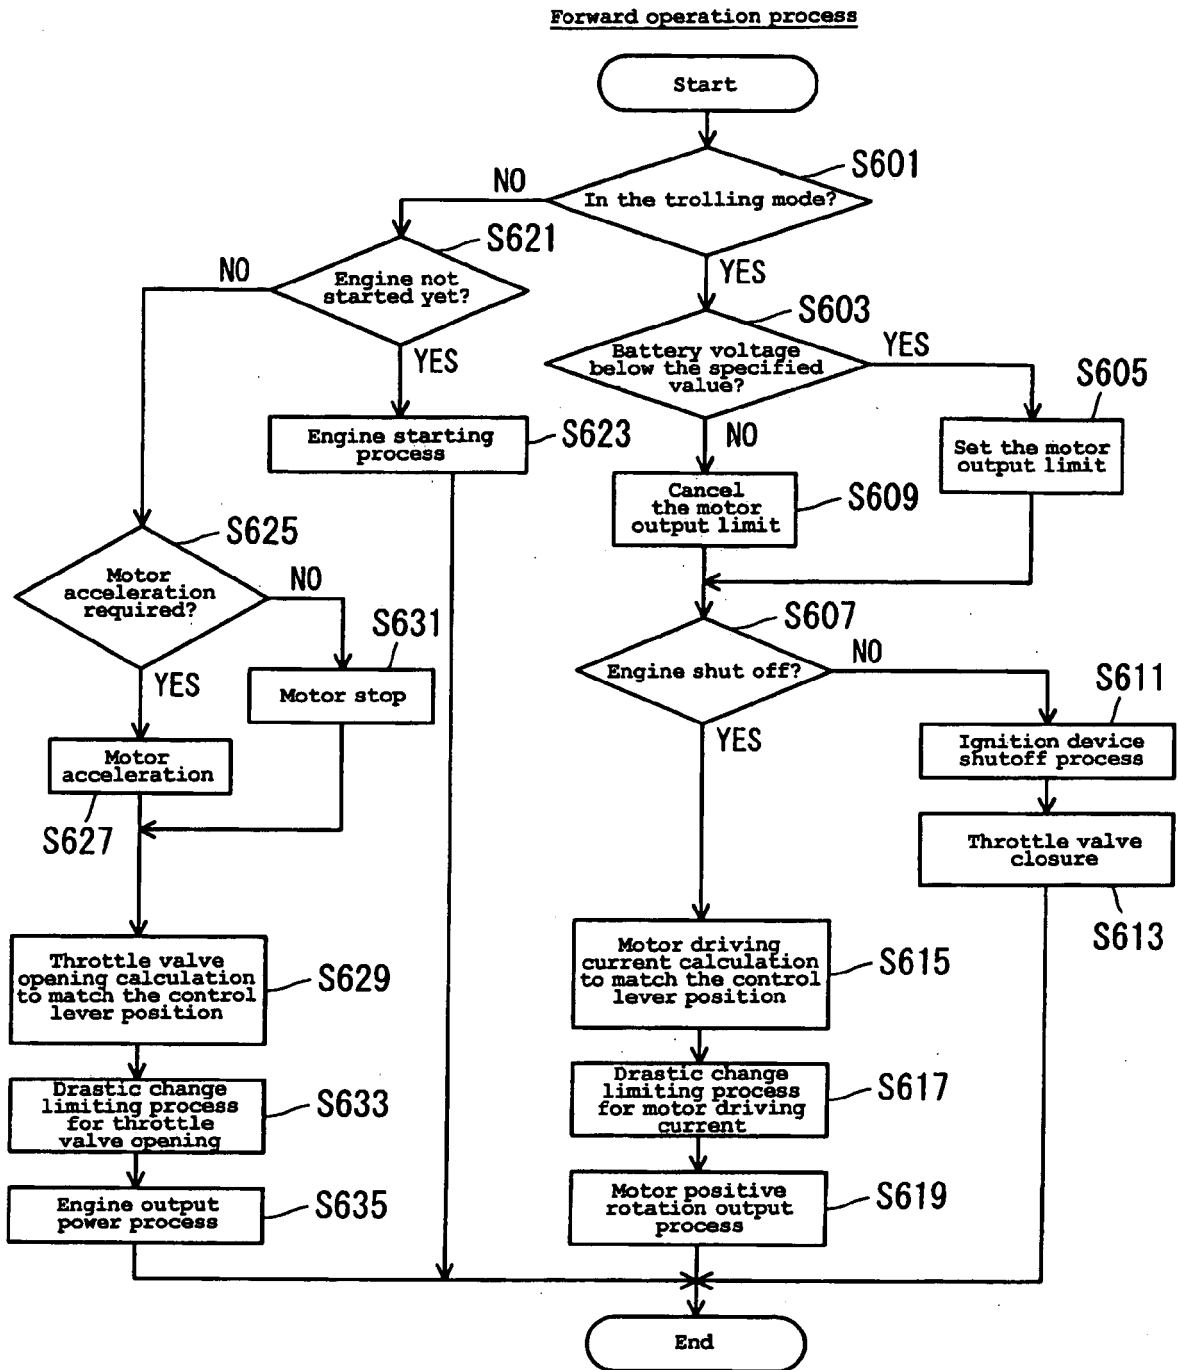 Forward operation process
Start
S601
In the trolling mode?
NO
YES
S621
Engine not
started yet?
NO
YES
S603
Battery voltage
below the specified
value?
YES
NO
S605
Set the motor
output limit
S623
Engine starting
process
S609
Cancel
the motor
output limit
S625
Motor
acceleration
required?
NO
YES
S631
Motor stop
S607
Engine shut off?
NO
YES
S611
Ignition device
shutoff process
Motor
acceleration
S627
Throttle valve
closure
S613
Throttle valve
opening calculation
to match the control
lever position
S629
Motor driving
current calculation
to match the control
lever position
S615
Drastic change
limiting process
for throttle
valve opening
S633
Drastic change
limiting process
for motor driving
current
S617
Engine output
power process
S635
Motor positive
rotation output
process
S619
End